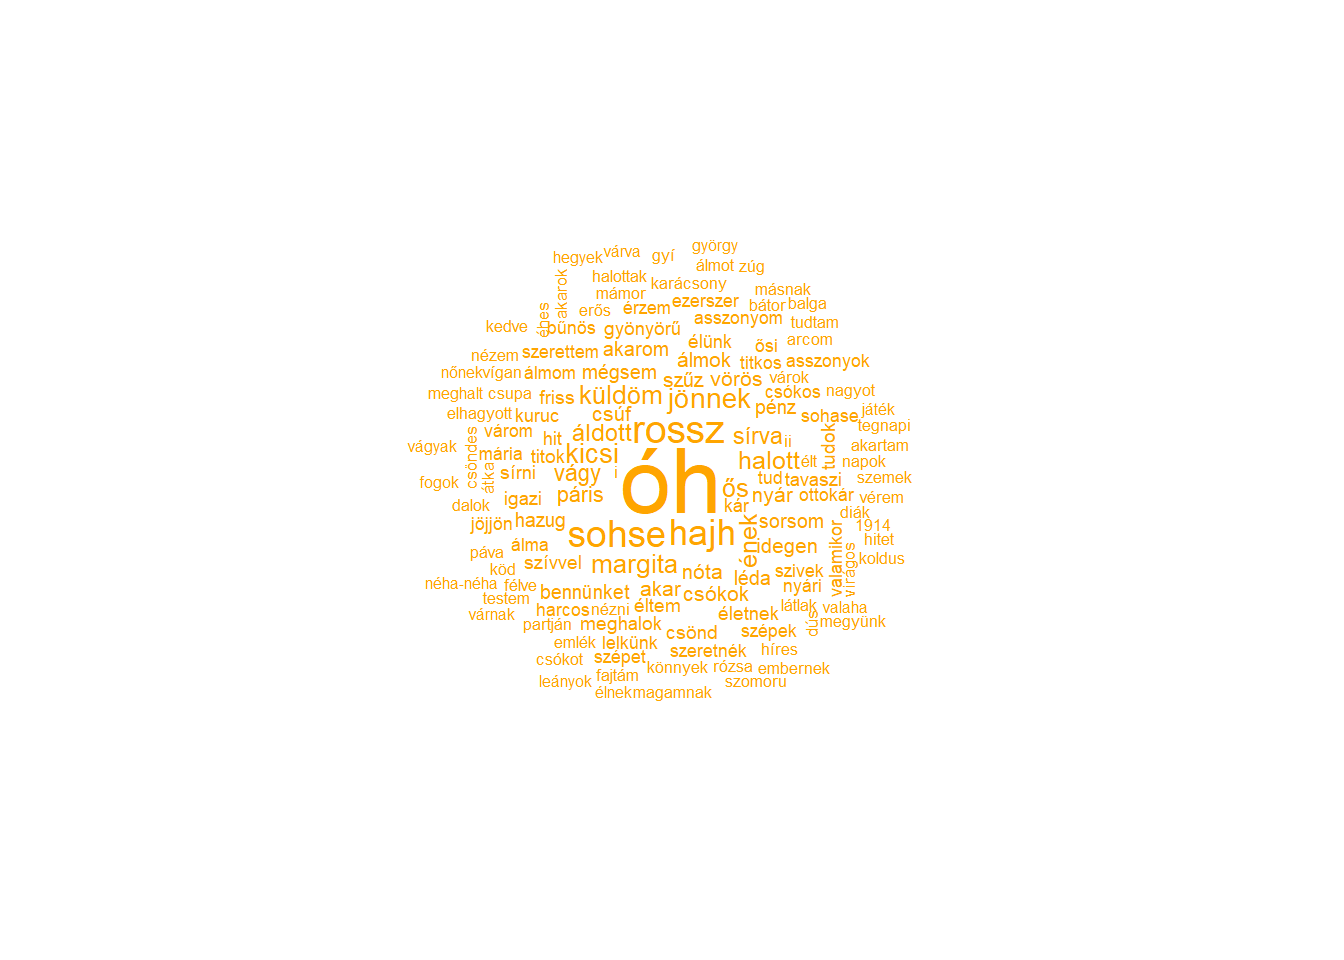 györgy
hegyek várva gyí
álmot zúg
halottak karácsony
akarok mámor másnak
ezerszer bátor balga
erős érzem
éhes kedve bűnös gyönyörű asszonyom tudtam
élünk ősi arcom
nézem szerettem akarom álmok titkos asszonyok
nőnek vígan álmom mégsem szűz vörös várok
meghalt csupa friss küldöm jönnek csókos nagyot
elhagyott kuruc csúf pénz sohase játék
várom hit áldott rossz sírva ii tudok tegnapi
vágyak csöndes mária titok kicsi halott élt napok akartam
fogok átka sírni vágy i óh tud tavaszi szemek
dalok igazi páris ős kár nyár ottokár vérem
jöjjön hazug sohse hajh ének sorsom diák
1914
páva álma idegen valamikor hitet
köd szívvel margita nóta léda szivek virágos koldus
néha-néha félve bennünket akar csókok nyári
testem harcos nézni éltem életnek látlak valaha
várnak partján meghalok csönd szépek dús megyünk
emlék lelkünk szeretnék híres
csókot szépet könnyek rózsa embernek
leányok fajtám szomoru
élnek magamnak